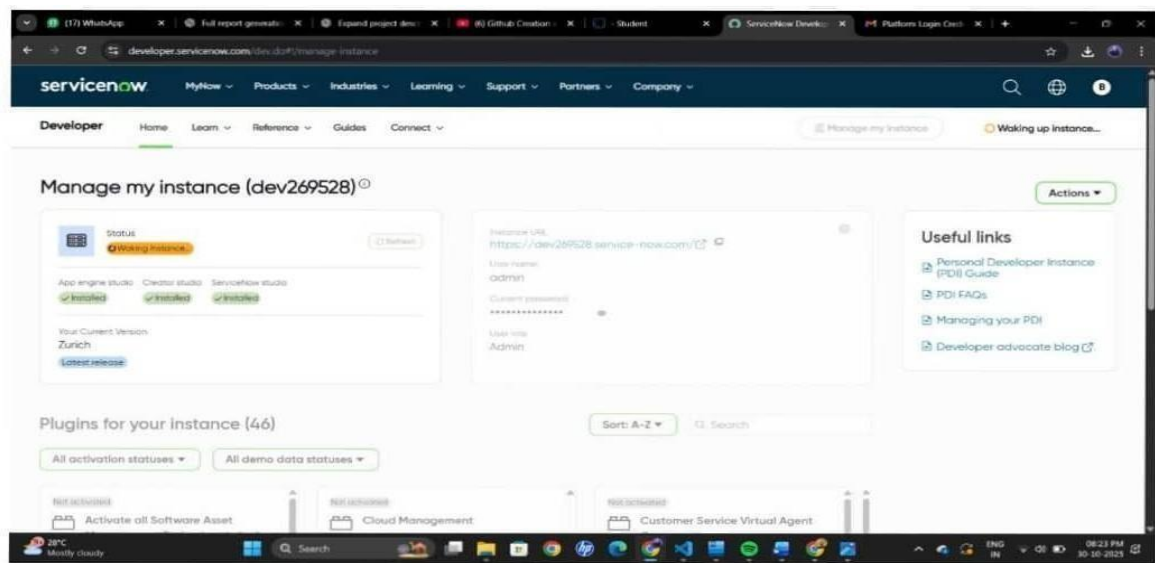 (17) WhatsApp
Full report generatio
Expand project descr
(6) Github Creation
- Student
ServiceNow Develop
Platform Login Cred
developer.servicenow.com/dev.do#!/manage-instance
servicenow
MyNow
Products
Industries
Learning
Support
Partners
Company
B
Developer
Home
Learn
Reference
Guides
Connect
Manage my instance
Waking up instance...
Manage my instance (dev269528)
Actions
Status
Waking instance...
Refresh
App engine studio Creator studio ServiceNow studio
Installed Installed Installed
Your Current Version
Zurich
Latest release
Instance URL
https://dev269528.service-now.com/
User name
admin
Current password
••••••••••••••
User role
Admin
Useful links
Personal Developer Instance
(PDI) Guide
PDI FAQs
Managing your PDI
Developer advocate blog
Plugins for your instance (46)
Sort: A-Z
Search
All activation statuses
All demo data statuses
Not activated
Activate all Software Asset
Not activated
Cloud Management
Not activated
Customer Service Virtual Agent
28°C
Mostly cloudy
Search
ENG
IN
08:23 PM
30-10-2025